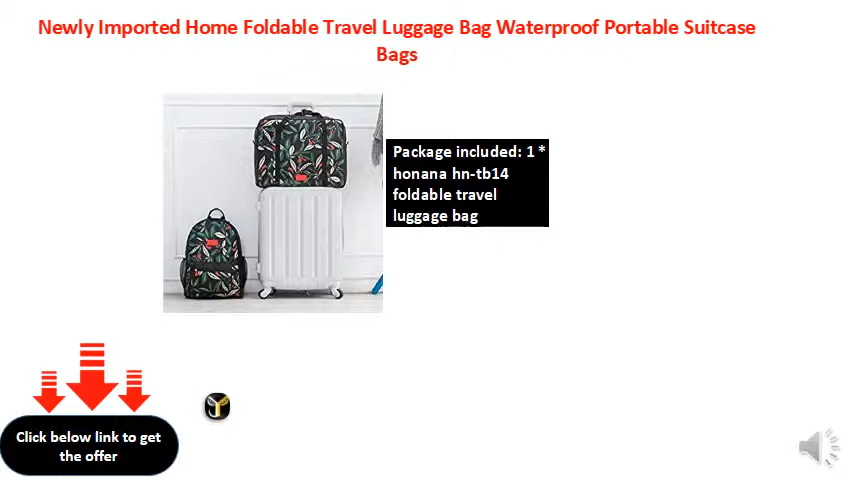 Newly Imported Home Foldable Travel Luggage Bag Waterproof Portable Suitcase
Bags
Package included: 1 *
honana hn-tb14
foldable travel
luggage bag
Click below link to get
the offer